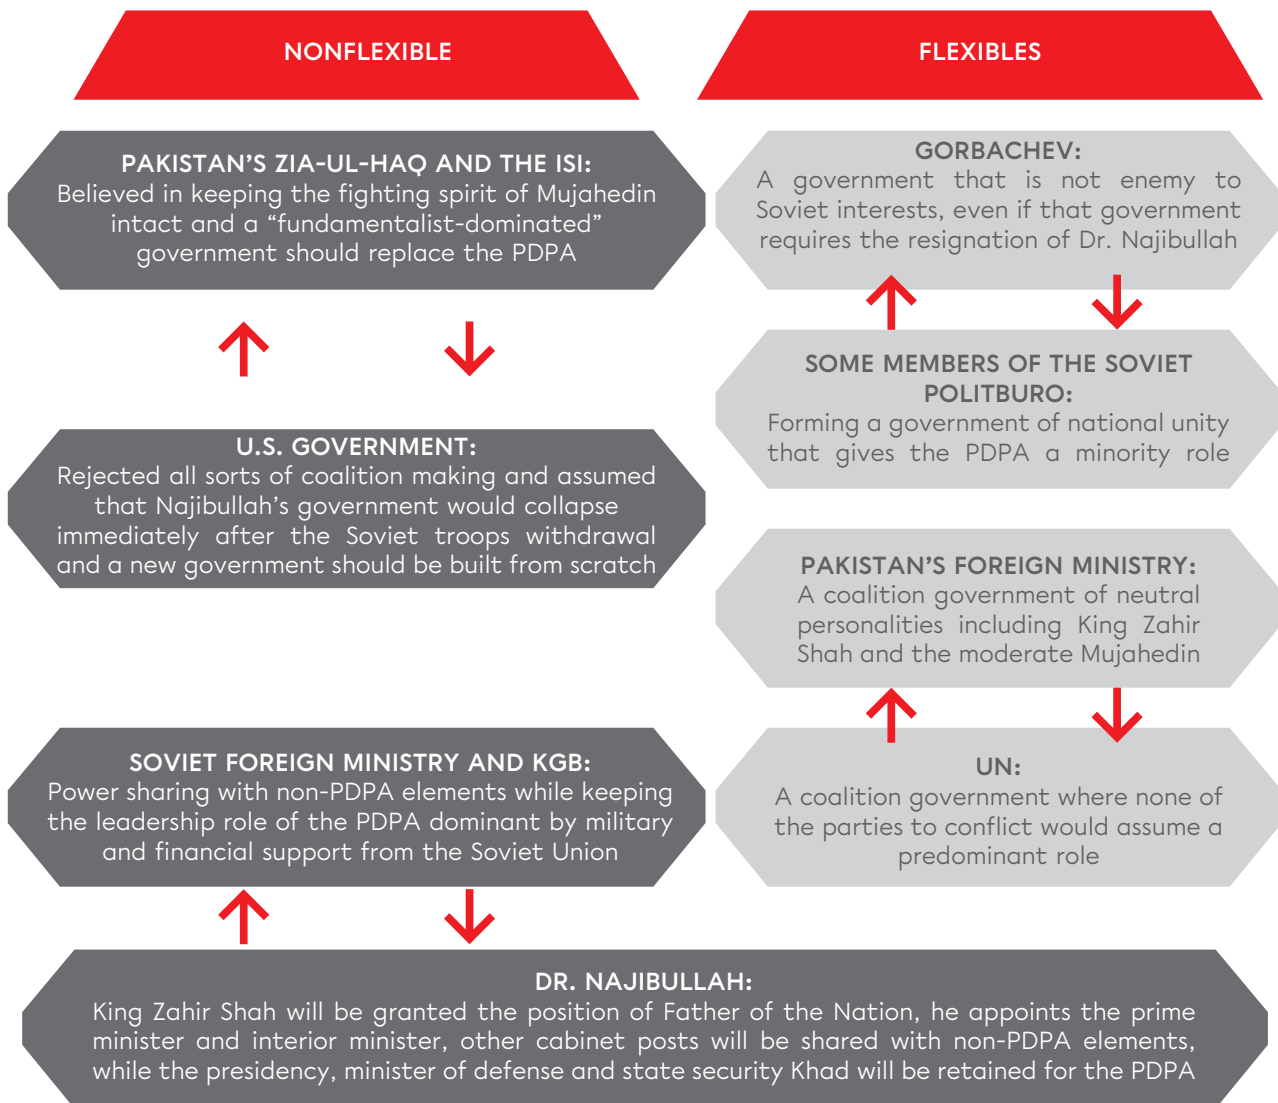 NONFLEXIBLE
PAKISTAN’S ZIA-UL-HAQ AND THE ISI:
Believed in keeping the fighting spirit of Mujahedin
intact and a “fundamentalist-dominated”
government should replace the PDPA
U.S. GOVERNMENT:
Rejected all sorts of coalition making and assumed
that Najibullah’s government would collapse
immediately after the Soviet troops withdrawal
and a new government should be built from scratch
SOVIET FOREIGN MINISTRY AND KGB:
Power sharing with non-PDPA elements while keeping
the leadership role of the PDPA dominant by military
and financial support from the Soviet Union
FLEXIBLES
GORBACHEV:
A government that is not enemy to
Soviet interests, even if that government
requires the resignation of Dr. Najibullah
SOME MEMBERS OF THE SOVIET
POLITBURO:
Forming a government of national unity
that gives the PDPA a minority role
PAKISTAN’S FOREIGN MINISTRY:
A coalition government of neutral
personalities including King Zahir
Shah and the moderate Mujahedin
UN:
A coalition government where none of
the parties to conflict would assume a
predominant role
DR. NAJIBULLAH:
King Zahir Shah will be granted the position of Father of the Nation, he appoints the prime
minister and interior minister, other cabinet posts will be shared with non-PDPA elements,
while the presidency, minister of defense and state security Khad will be retained for the PDPA